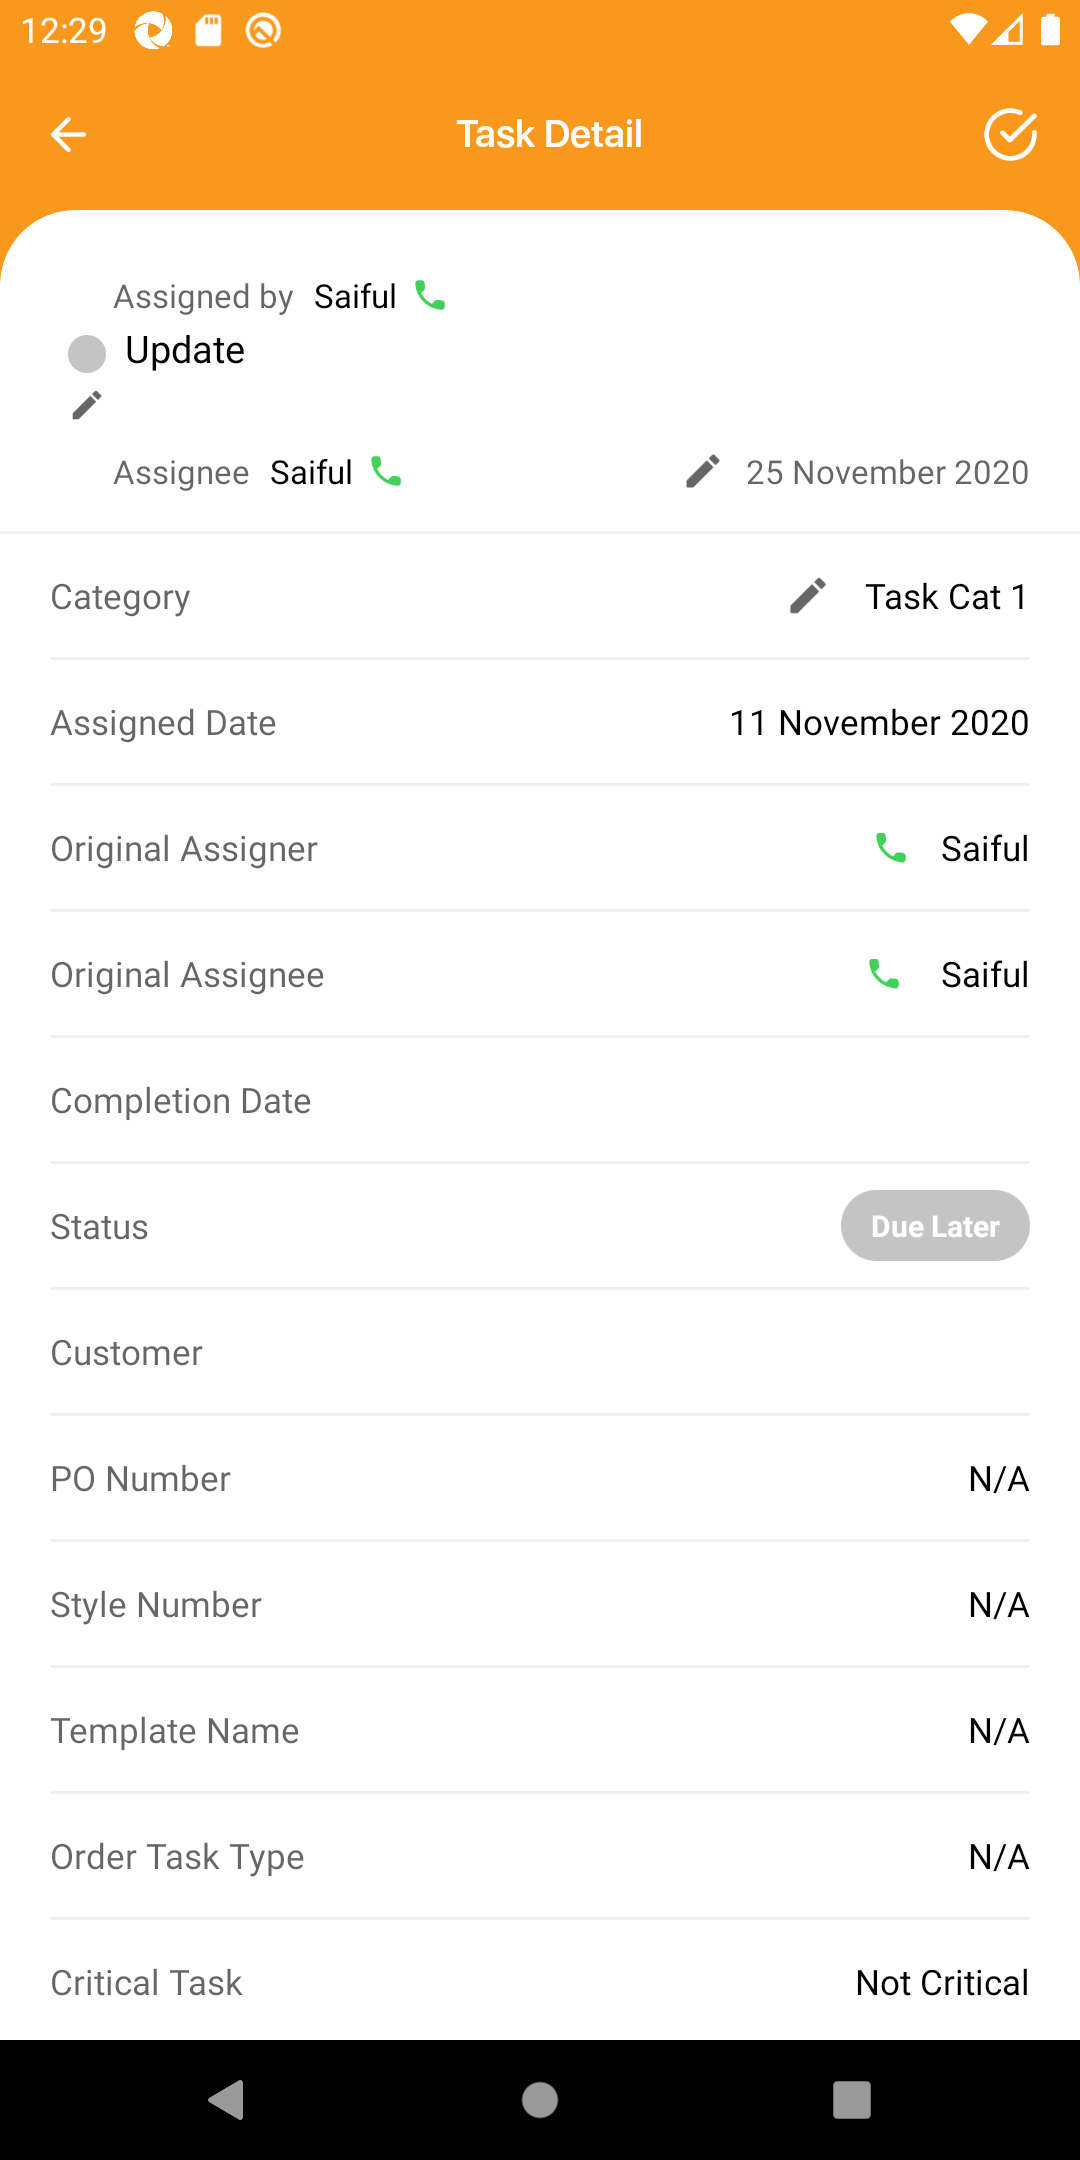 12:29
Task Detail
Assigned by Saiful
Update
Assignee Saiful 25 November 2020
Category Task Cat 1
Assigned Date 11 November 2020
Original Assigner Saiful
Original Assignee Saiful
Completion Date
Status Due Later
Customer
PO Number N/A
Style Number N/A
Template Name N/A
Order Task Type N/A
Critical Task Not Critical